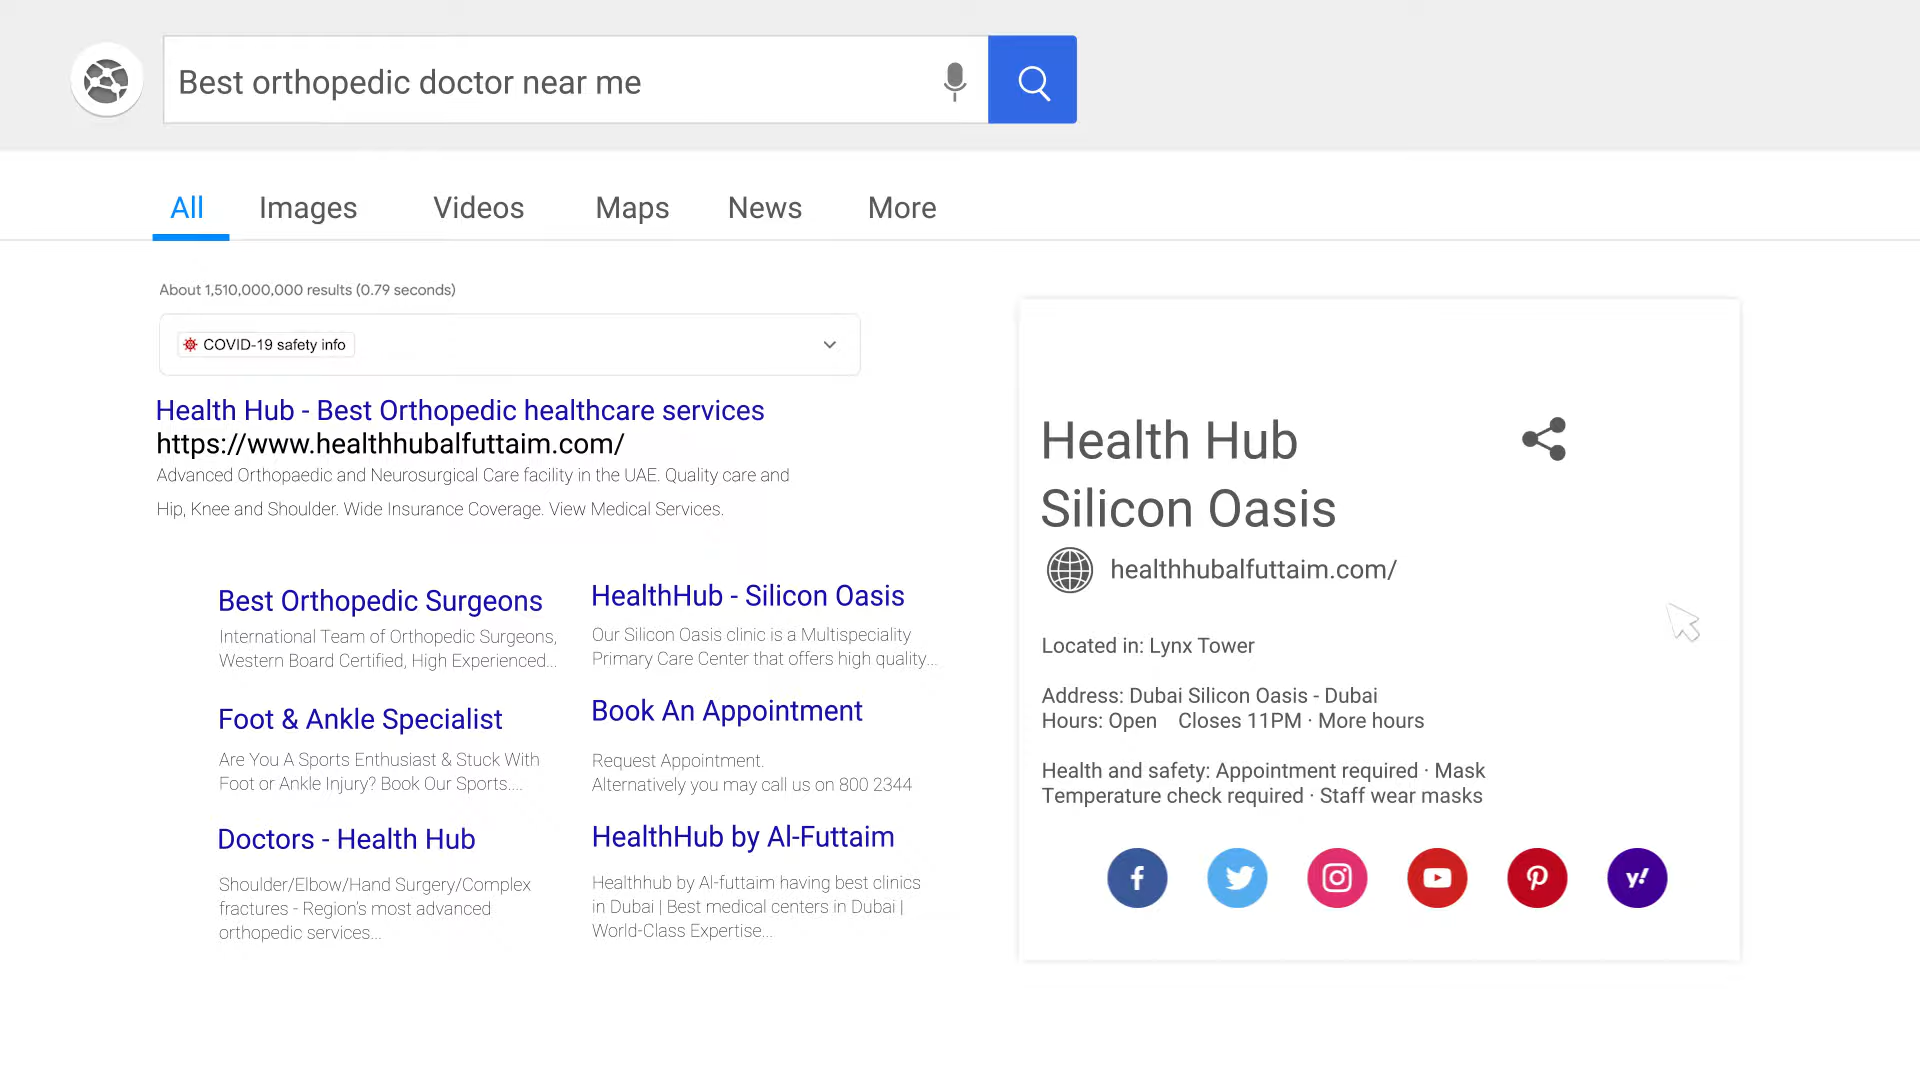 Best orthopedic doctor near me
All Images Videos Maps News More
About 1,510,000,000 results (0.79 seconds)
COVID-19 safety info
Health Hub - Best Orthopedic healthcare services
https://www.healthhubalfuttaim.com/
Advanced Orthopaedic and Neurosurgical Care facility in the UAE. Quality care and
Hip, Knee and Shoulder. Wide Insurance Coverage. View Medical Services.
Best Orthopedic Surgeons
International Team of Orthopedic Surgeons,
Western Board Certified, High Experienced...
Foot & Ankle Specialist
Are You A Sports Enthusiast & Stuck With
Foot or Ankle Injury? Book Our Sports....
Doctors - Health Hub
Shoulder/Elbow/Hand Surgery/Complex
fractures - Region's most advanced
orthopedic services...
HealthHub - Silicon Oasis
Our Silicon Oasis clinic is a Multispeciality
Primary Care Center that offers high quality...
Book An Appointment
Request Appointment.
Alternatively you may call us on 800 2344
HealthHub by Al-Futtaim
Healthhub by Al-futtaim having best clinics
in Dubai | Best medical centers in Dubai |
World-Class Expertise...
Health Hub
Silicon Oasis
healthhubalfuttaim.com/
Located in: Lynx Tower
Address: Dubai Silicon Oasis - Dubai
Hours: Open Closes 11PM · More hours
Health and safety: Appointment required · Mask
Temperature check required · Staff wear masks